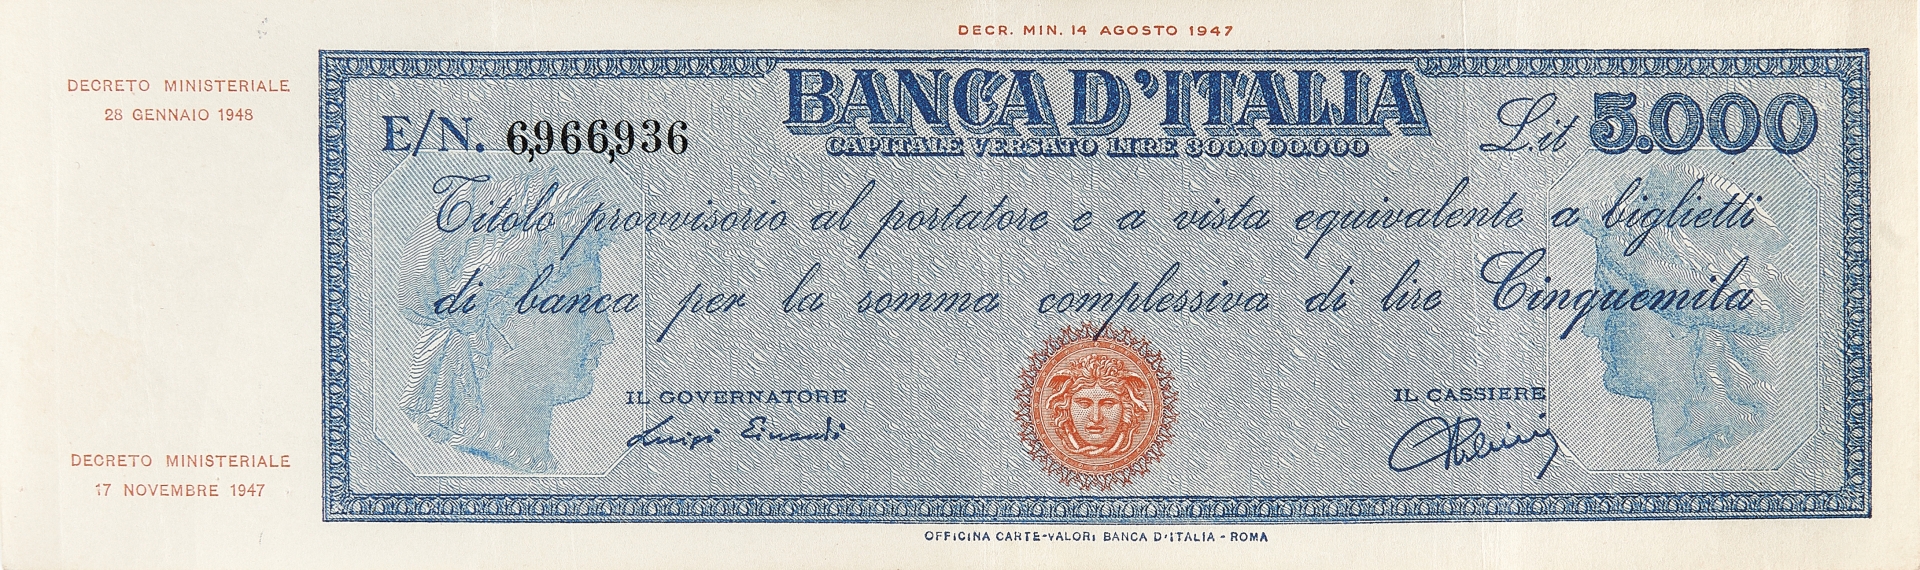 DECR. MIN. 14 AGOSTO 1947
DECRETO MINISTERIALE
28 GENNAIO 1948
BANCA D'ITALIA
CAPITALE VERSATO LIRE 300.000.000
E/N. 6,966,936
L.it 5.000
Titolo provvisorio al portatore e a vista equivalente a biglietti
di banca per la somma complessiva di lire Cinquemila
IL GOVERNATORE
Luigi Einaudi
IL CASSIERE
DECRETO MINISTERIALE
17 NOVEMBRE 1947
OFFICINA CARTE-VALORI BANCA D'ITALIA - ROMA